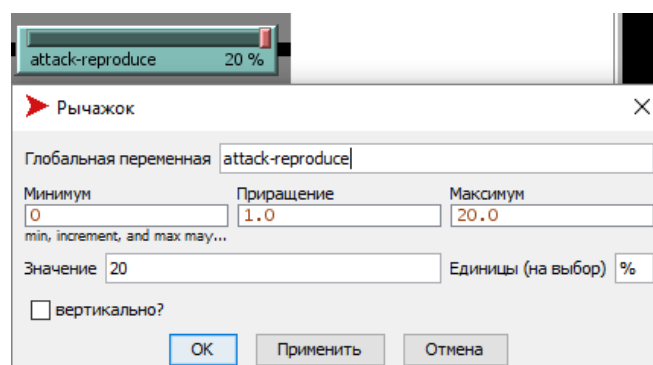 attack-reproduce 20 %
Рычажок
Глобальная переменная attack-reproduce
Минимум Приращение Максимум
0 1.0 20.0
min, increment, and max may...
Значение 20 Единицы (на выбор) %
вертикально?
OK Применить Отмена